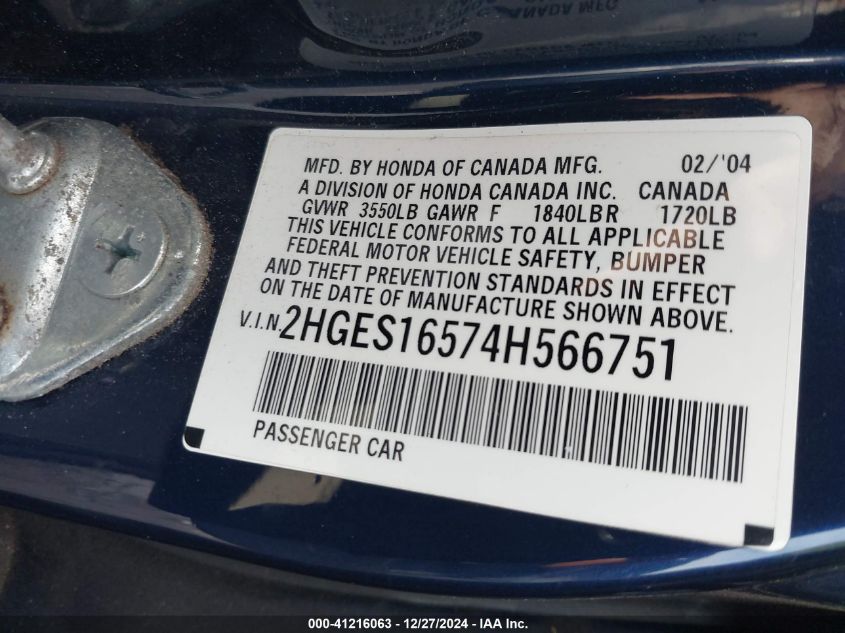 MFD. BY HONDA OF CANADA MFG. 02/'04
A DIVISION OF HONDA CANADA INC. CANADA
GVWR 3550LB GAWR F 1840LBR 1720LB
THIS VEHICLE CONFORMS TO ALL APPLICABLE
FEDERAL MOTOR VEHICLE SAFETY, BUMPER
AND THEFT PREVENTION STANDARDS IN EFFECT
ON THE DATE OF MANUFACTURE SHOWN ABOVE.
V.I.N. 2HGES16574H566751
PASSENGER CAR
000-41216063 — 12/27/2024 — IAA Inc.